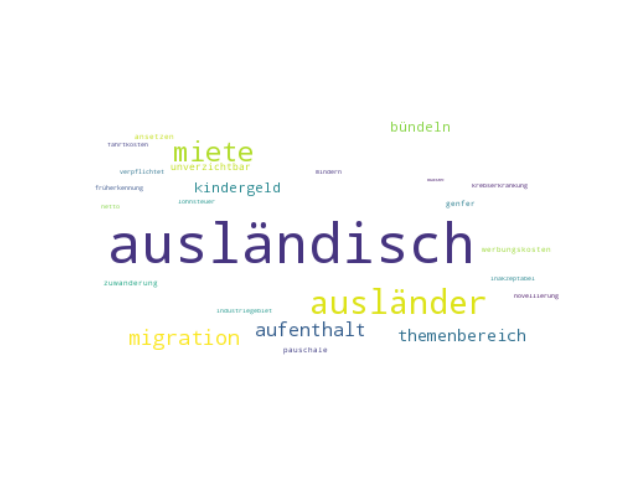 bündeln
ansetzen
fahrtkosten
miete
unverzichtbar
verpflichtet
mindern
früherkennung
kindergeld
krebserkrankung
lohnsteuer
netto
genfer
ausländisch
werbungskosten
inakzeptabel
zuwanderung
novellierung
ausländer
industriegebiet
aufenthalt
migration
themenbereich
pauschale